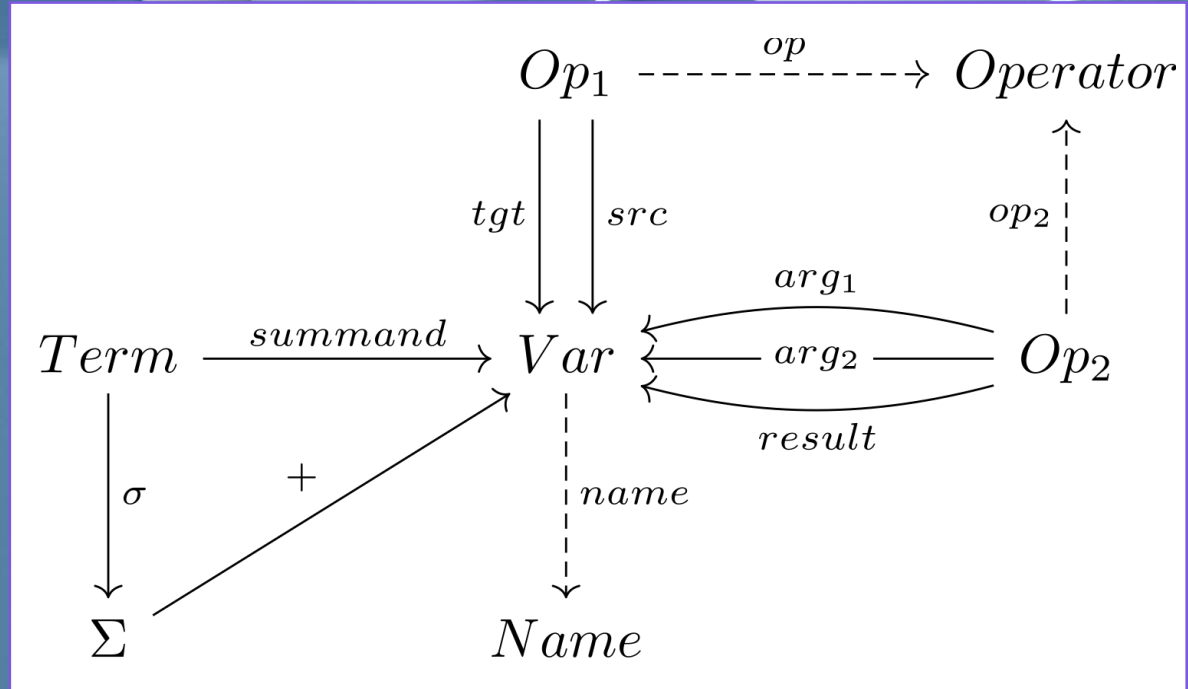 op
Op₁ Operator
tgt src op₂
arg₁
summand
Term Var arg₂ Op₂
result
+
σ name
Σ Name